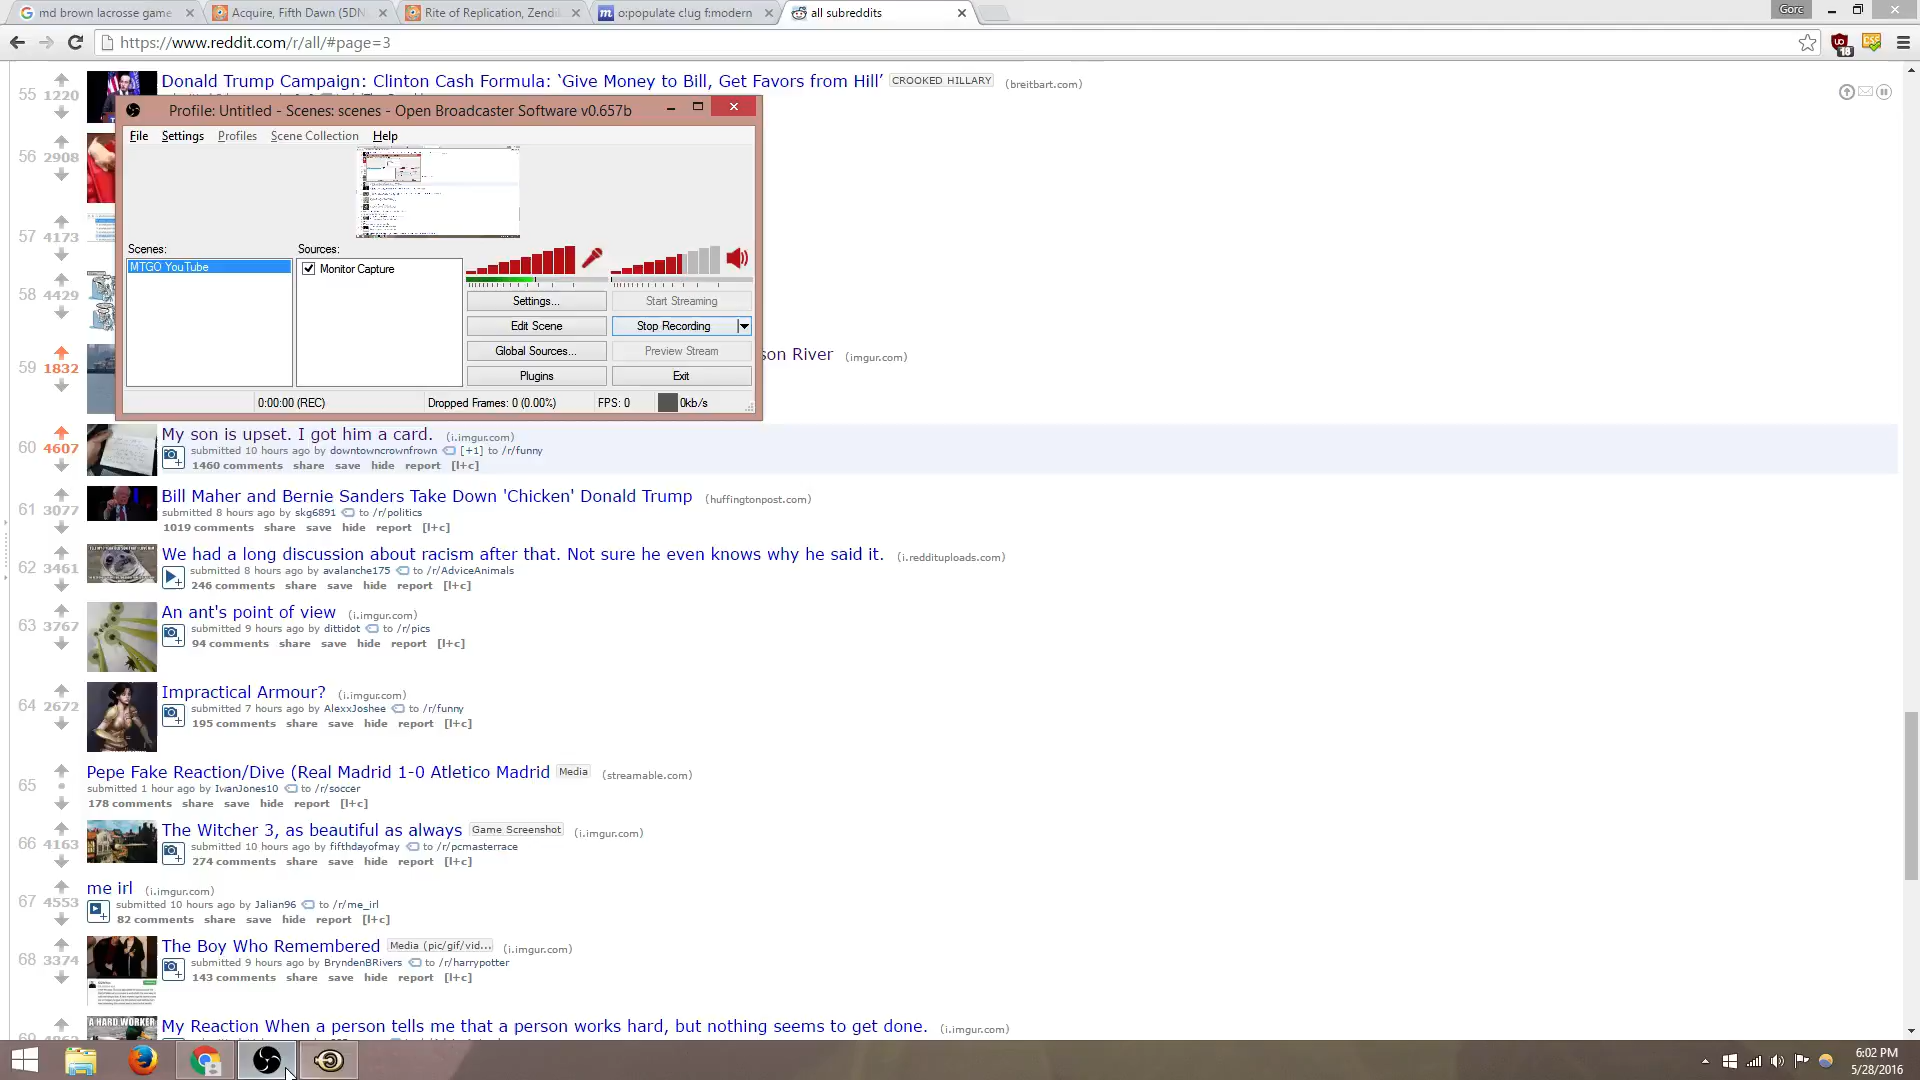 md brown lacrosse game
Acquire, Fifth Dawn (5DN
Rite of Replication, Zendi
o:populate clug f:modern
all subreddits
Gorc
https://www.reddit.com/r/all/#page=3
18
55 1220
Donald Trump Campaign: Clinton Cash Formula: ‘Give Money to Bill, Get Favors from Hill’ CROOKED HILLARY (breitbart.com)
Profile: Untitled - Scenes: scenes - Open Broadcaster Software v0.657b
File Settings Profiles Scene Collection Help
56 2908
57 4173
58 4429
Scenes:
Sources:
MTGO YouTube
Monitor Capture
Settings...
Start Streaming
Edit Scene
Stop Recording
Global Sources...
Preview Stream
Plugins
Exit
0:00:00 (REC)
Dropped Frames: 0 (0.00%)
FPS: 0
0kb/s
59 1832
son River (imgur.com)
60 4607
My son is upset. I got him a card. (i.imgur.com)
submitted 10 hours ago by downtowncrownfrown [+1] to /r/funny
1460 comments share save hide report [l+c]
61 3077
Bill Maher and Bernie Sanders Take Down 'Chicken' Donald Trump (huffingtonpost.com)
submitted 8 hours ago by skg6891 to /r/politics
1019 comments share save hide report [l+c]
62 3461
We had a long discussion about racism after that. Not sure he even knows why he said it. (i.reddituploads.com)
submitted 8 hours ago by avalanche175 to /r/AdviceAnimals
246 comments share save hide report [l+c]
63 3767
An ant's point of view (i.imgur.com)
submitted 9 hours ago by dittidot to /r/pics
94 comments share save hide report [l+c]
64 2672
Impractical Armour? (i.imgur.com)
submitted 7 hours ago by AlexxJoshee to /r/funny
195 comments share save hide report [l+c]
65 •
Pepe Fake Reaction/Dive (Real Madrid 1-0 Atletico Madrid Media (streamable.com)
submitted 1 hour ago by IwanJones10 to /r/soccer
178 comments share save hide report [l+c]
66 4163
The Witcher 3, as beautiful as always Game Screenshot (i.imgur.com)
submitted 10 hours ago by fifthdayofmay to /r/pcmasterrace
274 comments share save hide report [l+c]
67 4553
me irl (i.imgur.com)
submitted 10 hours ago by Jalian96 to /r/me_irl
82 comments share save hide report [l+c]
68 3374
The Boy Who Remembered Media (pic/gif/vid... (i.imgur.com)
submitted 9 hours ago by BryndenBRivers to /r/harrypotter
143 comments share save hide report [l+c]
A HARD WORKER
My Reaction When a person tells me that a person works hard, but nothing seems to get done. (i.imgur.com)
6:02 PM
5/28/2016